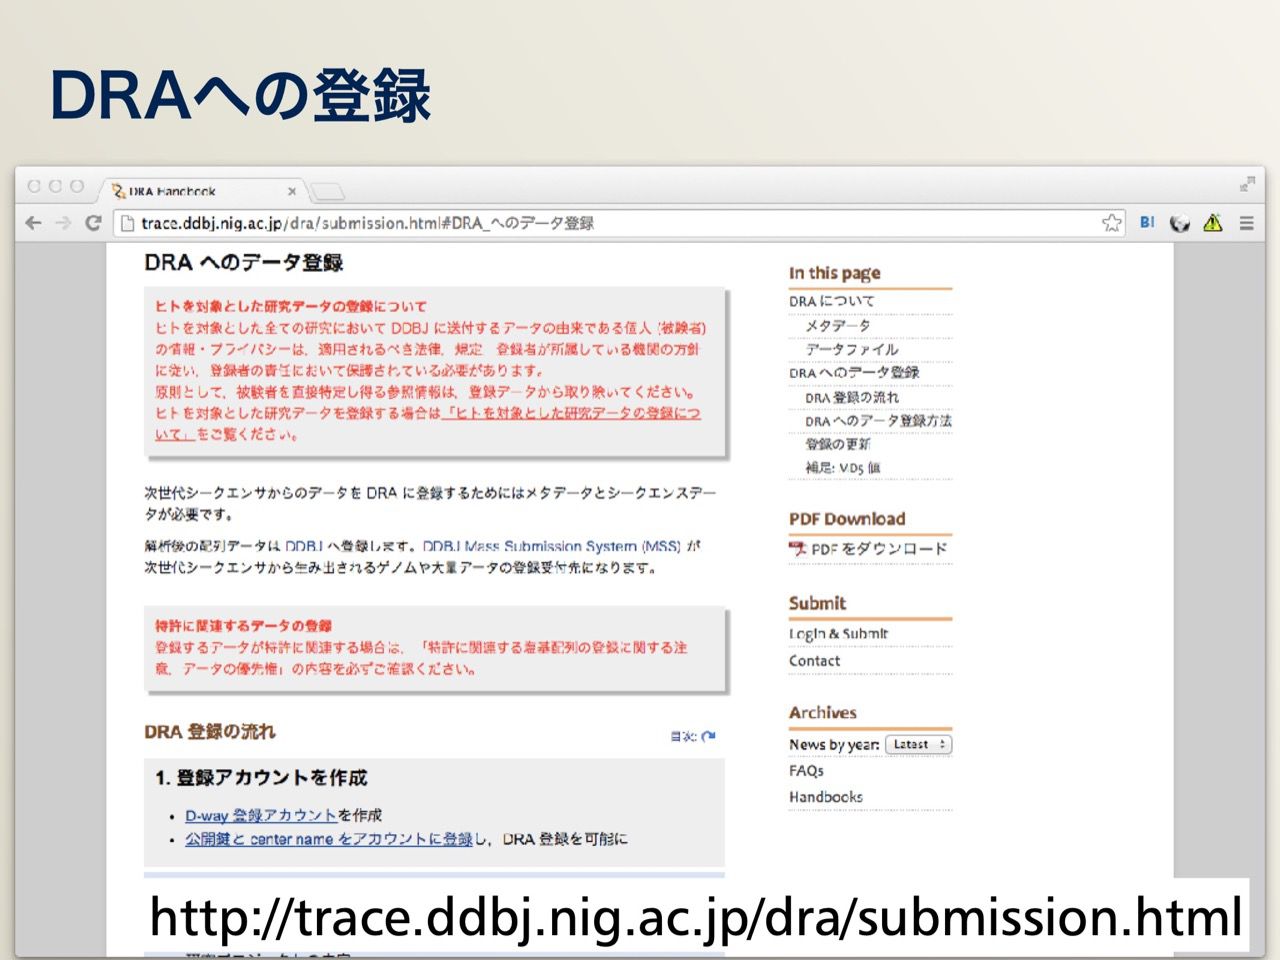 DRAへの登録
DRA Handbook
trace.ddbj.nig.ac.jp/dra/submission.html#DRA_へのデータ登録
B!
DRA へのデータ登録
ヒトを対象とした研究データの登録について
ヒトを対象とした全ての研究において DDBJ に送付するデータの由来である個人 (被験者)
の情報・プライバシーは、適用されるべき法律、規定、登録者が所属している機関の方針
に従い、登録者の責任において保護されている必要があります。
原則として、被験者を直接特定し得る参照情報は、登録データから取り除いてください。
ヒトを対象とした研究データを登録する場合は「ヒトを対象とした研究データの登録につ
いて」をご覧ください。
次世代シークエンサからのデータを DRA に登録するためにはメタデータとシークエンスデー
タが必要です。
解析後の配列データは DDBJ へ登録します。DDBJ Mass Submission System (MSS) が
次世代シークエンサから生み出されるゲノムや大量データの登録受付先になります。
特許に関連するデータの登録
登録するデータが特許に関連する場合は、「特許に関連する塩基配列の登録に関する注
意、データの優先権」の内容を必ずご確認ください。
DRA 登録の流れ
目次:
1. 登録アカウントを作成
• D-way 登録アカウントを作成
• 公開鍵と center name をアカウントに登録し、DRA 登録を可能に
In this page
DRA について
メタデータ
データファイル
DRA へのデータ登録
DRA 登録の流れ
DRA へのデータ登録方法
登録の更新
補足: MD5 値
PDF Download
PDF をダウンロード
Submit
Login & Submit
Contact
Archives
News by year: Latest
FAQs
Handbooks
http://trace.ddbj.nig.ac.jp/dra/submission.html